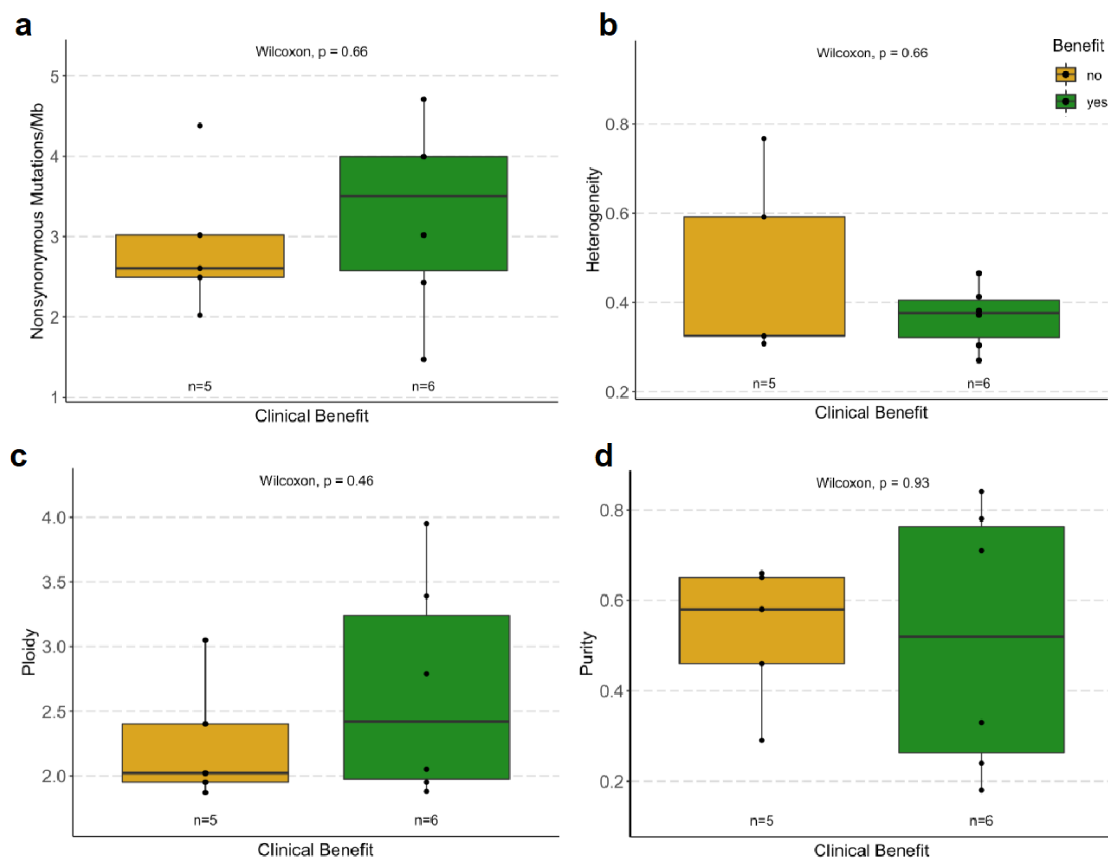 a
Wilcoxon, p = 0.66
Nonsynonymous Mutations/Mb
5
4
3
2
1
n=5
n=6
Clinical Benefit
b
Wilcoxon, p = 0.66
Benefit
no
yes
Heterogeneity
0.8
0.6
0.4
0.2
n=5
n=6
Clinical Benefit
c
Wilcoxon, p = 0.46
Ploidy
4.0
3.5
3.0
2.5
2.0
n=5
n=6
Clinical Benefit
d
Wilcoxon, p = 0.93
Purity
0.8
0.6
0.4
0.2
n=5
n=6
Clinical Benefit